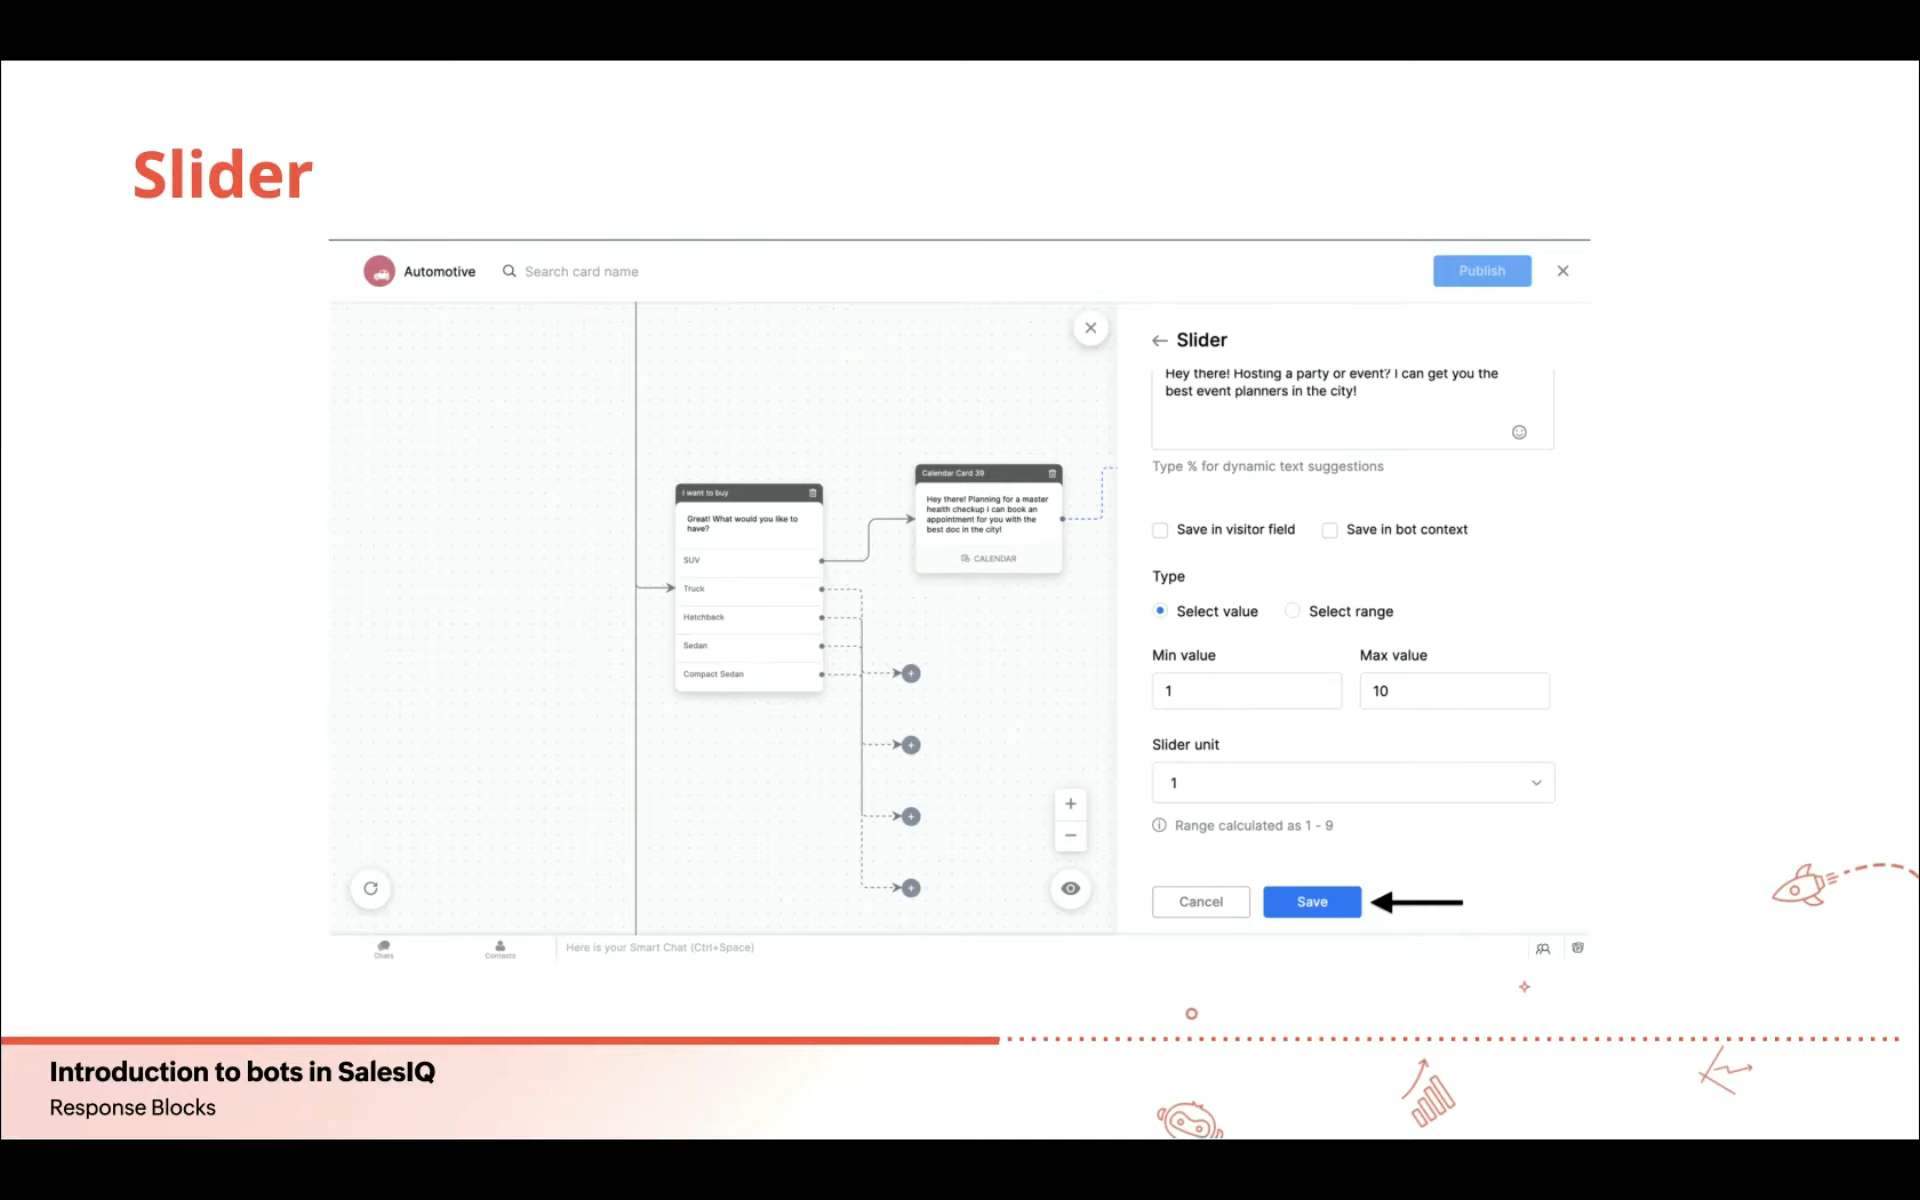 Slider
Automotive
Search card name
Publish
Slider
Hey there! Hosting a party or event? I can get you the
best event planners in the city!
Type % for dynamic text suggestions
Save in visitor field
Save in bot context
Type
Select value
Select range
Min value
Max value
1
10
Slider unit
1
Range calculated as 1 - 9
Cancel
Save
I want to buy
Great! What would you like to
have?
SUV
Truck
Hatchback
Sedan
Compact Sedan
Calendar Card 39
Hey there! Planning for a master
health checkup I can book an
appointment for you with the
best doc in the city!
CALENDAR
Chats
Contacts
Here is your Smart Chat (Ctrl+Space)
Introduction to bots in SalesIQ
Response Blocks